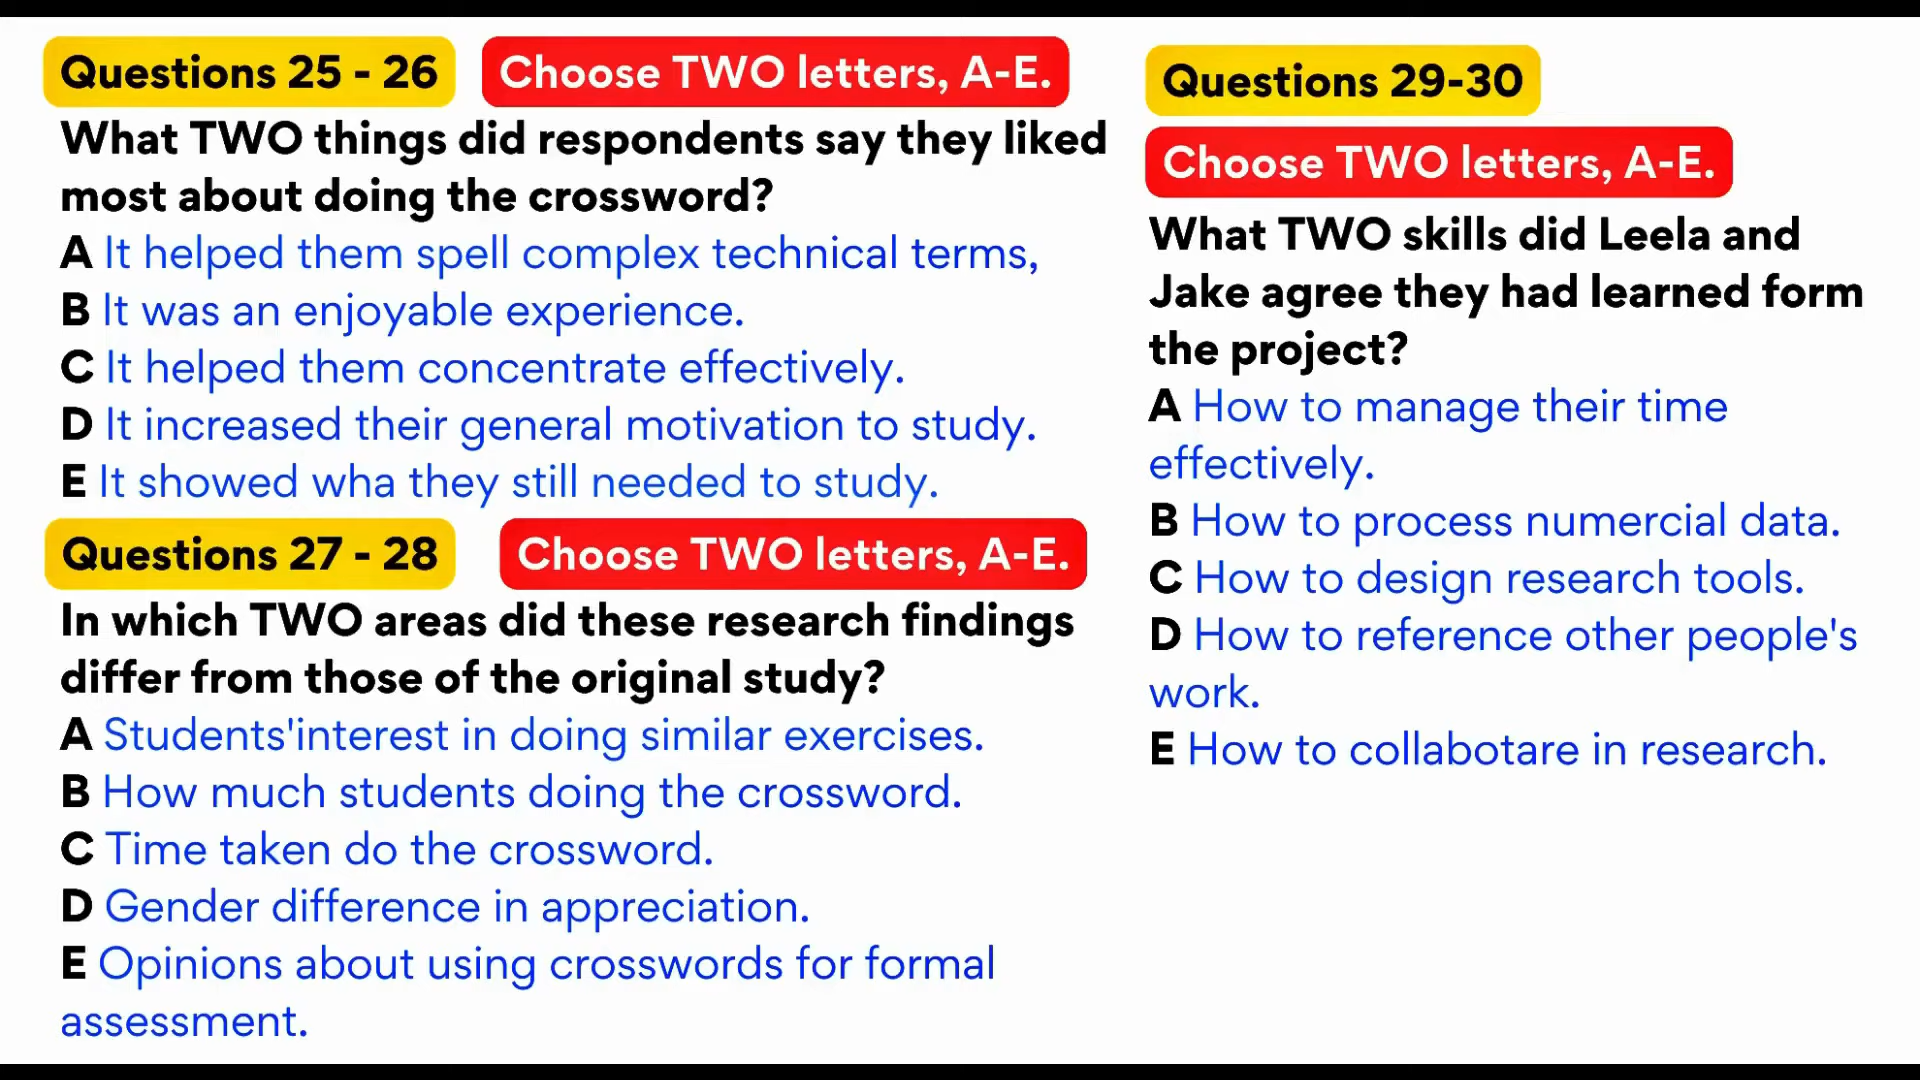 Questions 25 - 26
Choose TWO letters, A-E.
What TWO things did respondents say they liked
most about doing the crossword?
A It helped them spell complex technical terms,
B It was an enjoyable experience.
C It helped them concentrate effectively.
D It increased their general motivation to study.
E It showed wha they still needed to study.
Questions 27 - 28
Choose TWO letters, A-E.
In which TWO areas did these research findings
differ from those of the original study?
A Students'interest in doing similar exercises.
B How much students doing the crossword.
C Time taken do the crossword.
D Gender difference in appreciation.
E Opinions about using crosswords for formal
assessment.
Questions 29-30
Choose TWO letters, A-E.
What TWO skills did Leela and
Jake agree they had learned form
the project?
A How to manage their time
effectively.
B How to process numercial data.
C How to design research tools.
D How to reference other people's
work.
E How to collabotare in research.